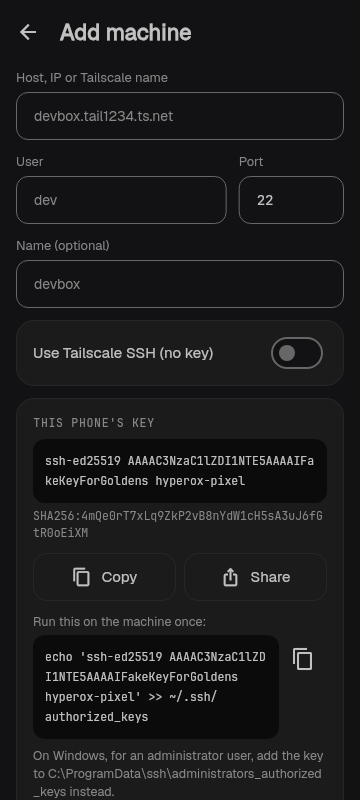 Add machine
Host, IP or Tailscale name
devbox.tail1234.ts.net
User
Port
dev
22
Name (optional)
devbox
Use Tailscale SSH (no key)
THIS PHONE'S KEY
ssh-ed25519 AAAAC3NzaC1lZDI1NTE5AAAAIFa
keKeyForGoldens hyperox-pixel
SHA256:4mQe0rT7xLq9ZkP2vB8nYdW1cH5sA3uJ6fG
tR0oEiXM
Copy
Share
Run this on the machine once:
echo 'ssh-ed25519 AAAAC3NzaC1lZD
I1NTE5AAAAIFakeKeyForGoldens
hyperox-pixel' >> ~/.ssh/
authorized_keys
On Windows, for an administrator user, add the key
to C:\ProgramData\ssh\administrators_authorized
_keys instead.